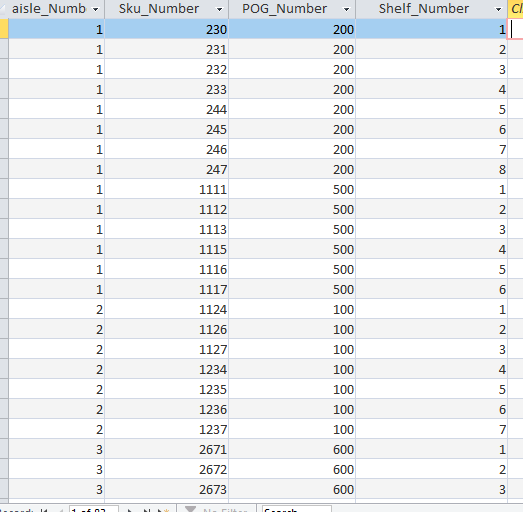 aisle_Numb Sku_Number POG_Number Shelf_Number
1 230 200 1
1 231 200 2
1 232 200 3
1 233 200 4
1 244 200 5
1 245 200 6
1 246 200 7
1 247 200 8
1 1111 500 1
1 1112 500 2
1 1113 500 3
1 1115 500 4
1 1116 500 5
1 1117 500 6
2 1124 100 1
2 1126 100 2
2 1127 100 3
2 1234 100 4
2 1235 100 5
2 1236 100 6
2 1237 100 7
3 2671 600 1
3 2672 600 2
3 2673 600 3
1 of 83 No Filter Search